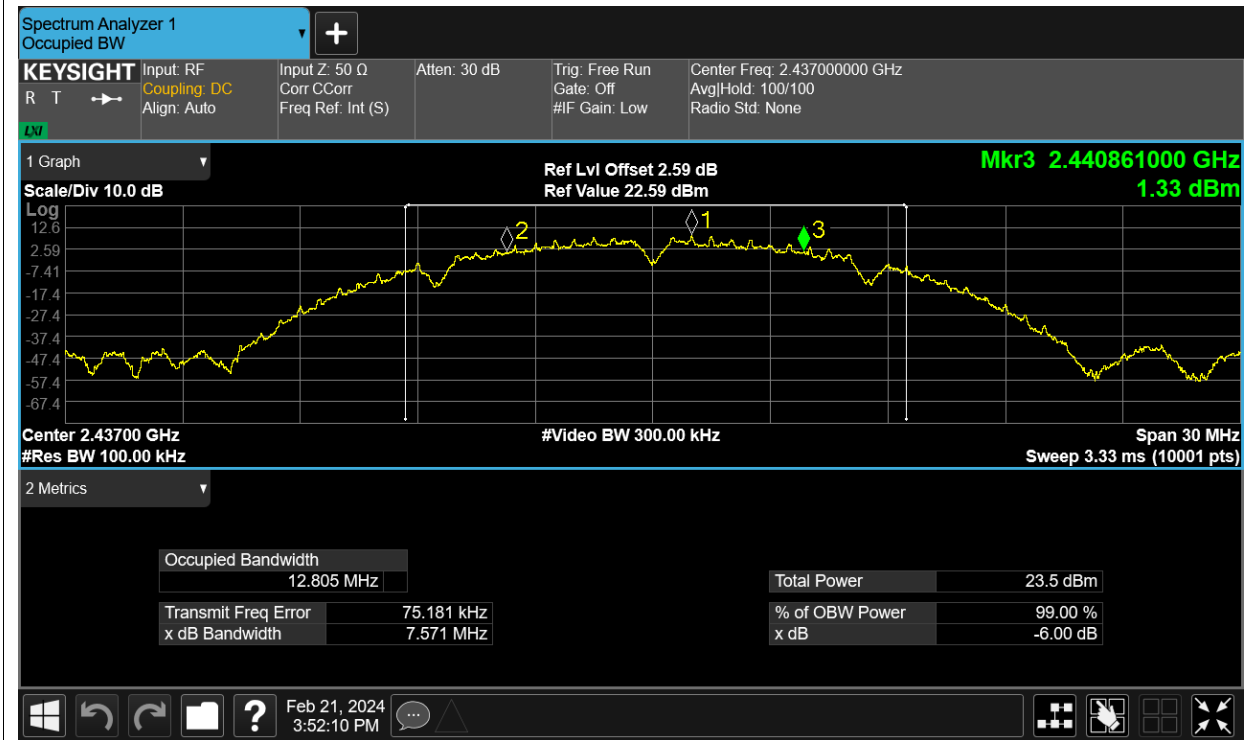 Spectrum Analyzer 1
Occupied BW
+
KEYSIGHT
R T
LXI
Input: RF
Coupling: DC
Align: Auto
Input Z: 50 Ω
Corr CCorr
Freq Ref: Int (S)
Atten: 30 dB
Trig: Free Run
Gate: Off
#IF Gain: Low
Center Freq: 2.437000000 GHz
Avg|Hold: 100/100
Radio Std: None
1 Graph
Scale/Div 10.0 dB
Ref Lvl Offset 2.59 dB
Ref Value 22.59 dBm
Mkr3 2.440861000 GHz
1.33 dBm
Log
12.6
2.59
-7.41
-17.4
-27.4
-37.4
-47.4
-57.4
-67.4
2
1
3
Center 2.43700 GHz
#Res BW 100.00 kHz
#Video BW 300.00 kHz
Span 30 MHz
Sweep 3.33 ms (10001 pts)
2 Metrics
Occupied Bandwidth
12.805 MHz
Transmit Freq Error 75.181 kHz
x dB Bandwidth 7.571 MHz
Total Power 23.5 dBm
% of OBW Power 99.00 %
x dB -6.00 dB
?
Feb 21, 2024
3:52:10 PM